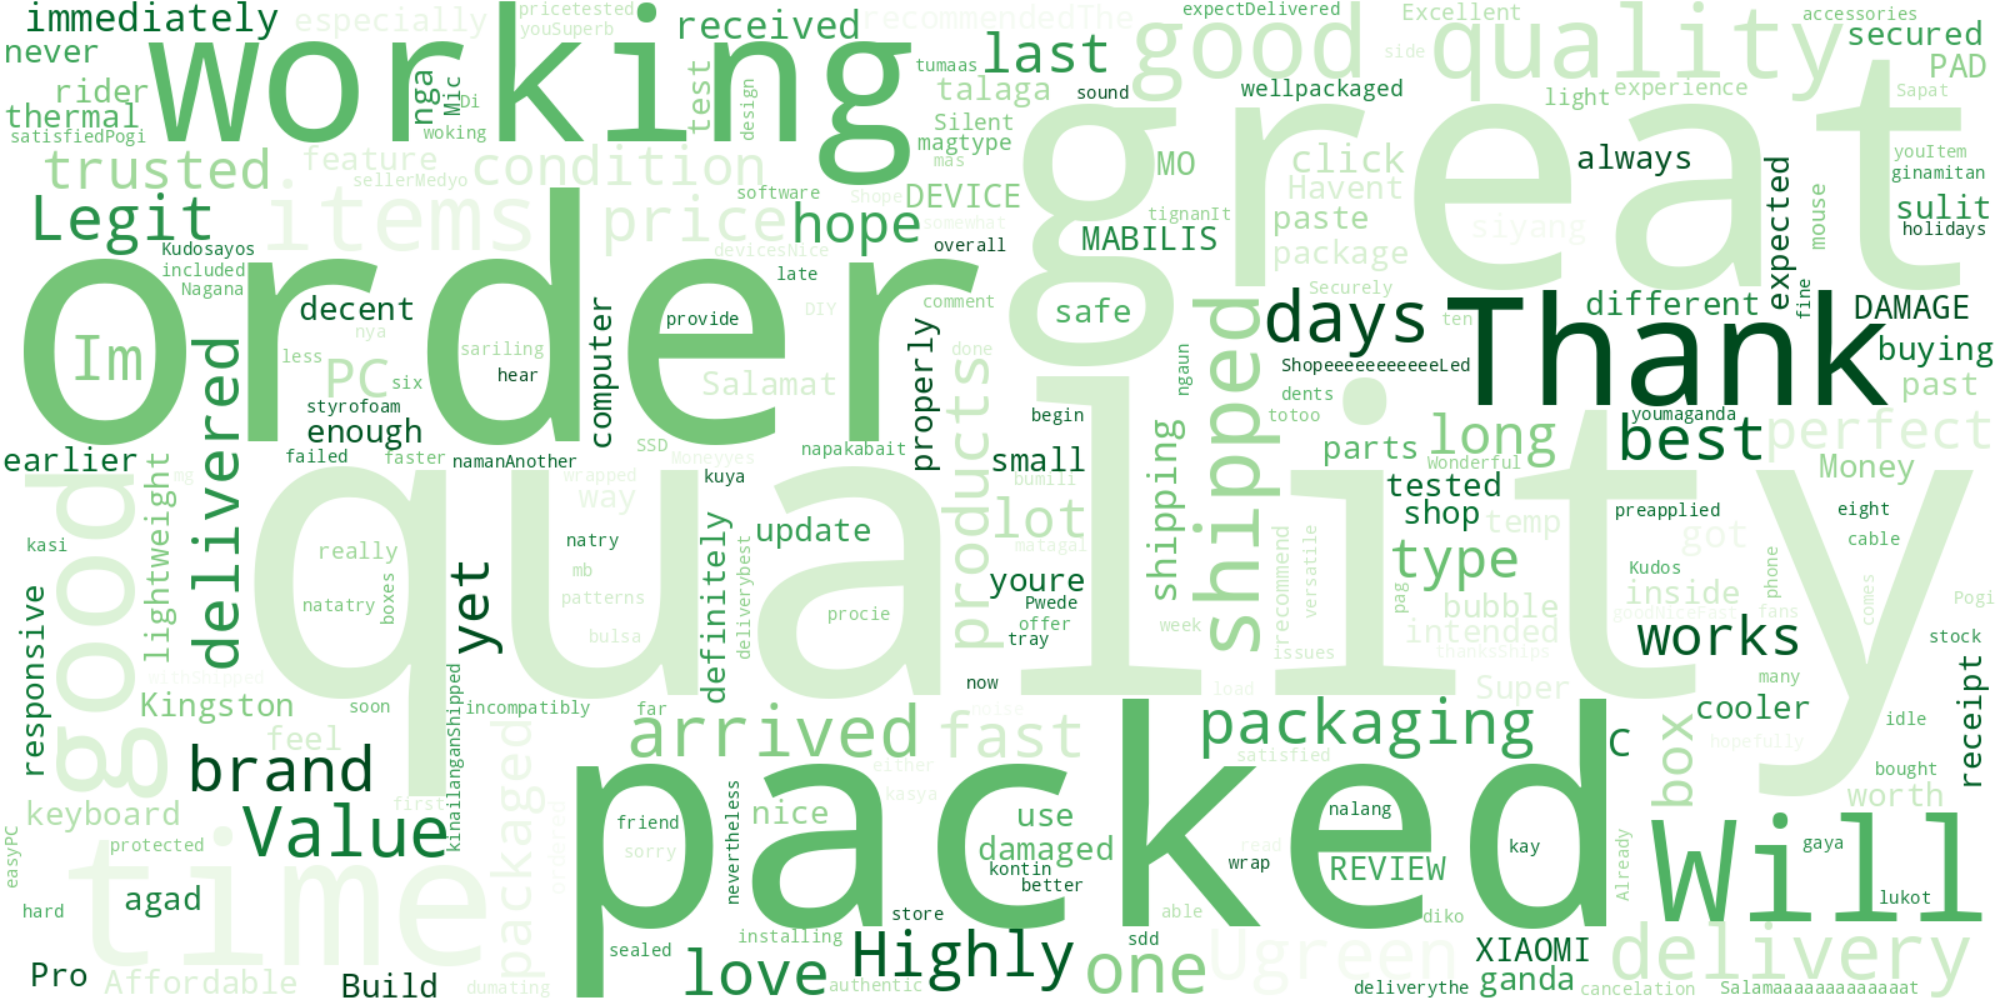 immediately
especially
pricetested
youSuperb
received
recommendedThe
expectDelivered
Excellent
accessories
never
Working
tumaas
last
good quality
side
secured
PAD
rider
thermal
satisfiedPogi
nga
Mic
Di
woking
test
design
talaga
sound
wellpackaged
light
experience
Sapat
Silent
magtype
mas
great
trusted
feature
condition
sellerMedyo
software
Shope
DEVICE
MO
click
Havent
always
youItem
ginamitan
Legit
items
price
hope
somewhat
tignanIt
paste
siyang
expected
mouse
sulit
holidays
Kudosayos
included
Nagana
devicesNice
overall
MABILIS
package
late
order
decent
nya
DIY
comment
safe
Securely
days
ten
Thank
different
fine
DAMAGE
Im
less
PC
six
computer
provide
sariling
hear
Salamat
properly
done
shipped
ngaun
ShopeeeeeeeeeeeLed
dents
totoo
buying
past
delivered
styrofoam
enough
begin
youmaganda
best
perfect
earlier
failed
faster
namanAnother
SSD
Moneyyes
napakabait
products
small
bumili
shipping
parts
long
Wonderful
Money
good
mg
lightweight
quality
wrapped
way
kuya
tested
shop
temp
preapplied
eight
cable
got
kasi
really
natry
update
lot
matagal
recommend
versatile
type
Kudos
phone
responsive
natatry
boxes
yet
mb
patterns
bulsa
definitely
deliverybest
procie
youre
Pwede
offer
tray
week
issues
pag
bubble
intended
thanksShips
inside
goodNiceFast
fans
comes
Pogi
works
stock
withShipped
Kingston
soon
kinailanganShipped
incompatibly
far
now
load
noise
Super
many
cooler
idle
receipt
feel
brand
packaged
arrived
fast
packaging
satisfied
either
C
box
hopefully
bought
worth
keyboard
first
Value
ordered
packed
friend
sorry
nevertheless
nice
kasya
use
damaged
kontin
better
read
wrap
nalang
REVIEW
kay
Already
Will
gaya
lukot
easyPC
protected
time
agad
hard
store
able
diko
sealed
installing
love
Highly
sdd
one
Ugreen
XIAOMI
ganda
delivery
Pro
Affordable
Build
dumating
authentic
deliverythe
cancelation
Salamaaaaaaaaaaaaat